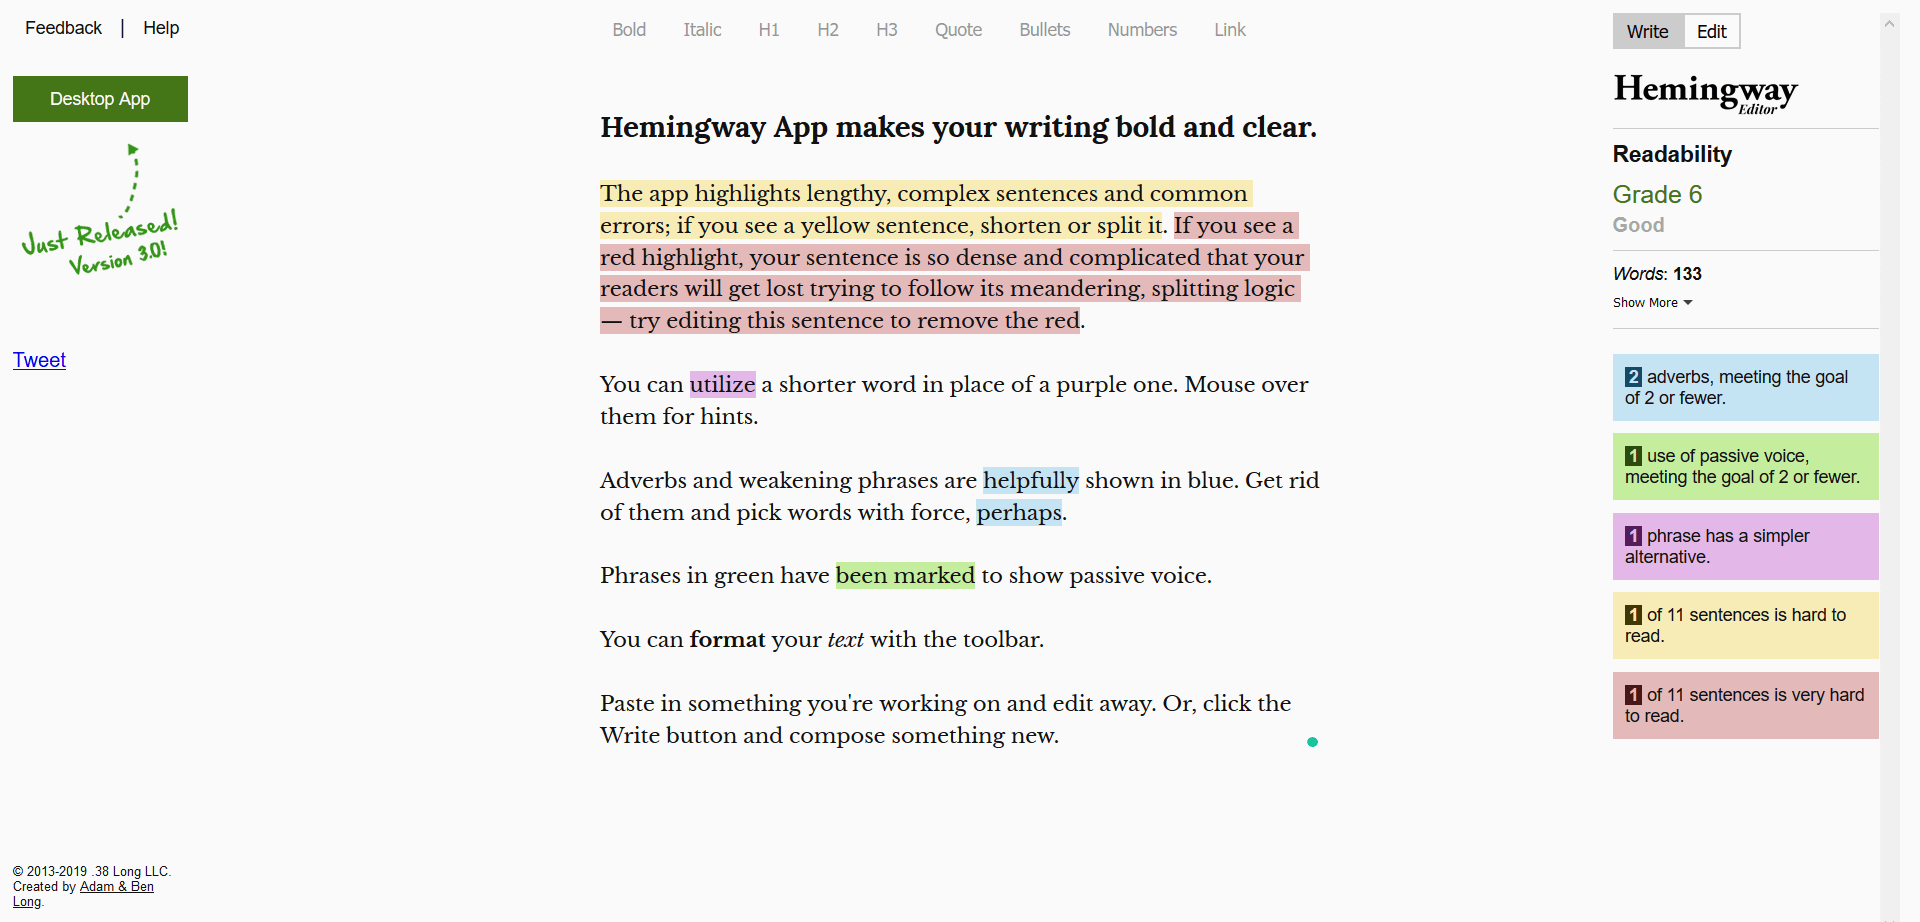 Feedback | Help
Bold Italic H1 H2 H3 Quote Bullets Numbers Link
Write Edit
Desktop App
Just Released!
Version 3.0!
Tweet
Hemingway App makes your writing bold and clear.
The app highlights lengthy, complex sentences and common
errors; if you see a yellow sentence, shorten or split it. If you see a
red highlight, your sentence is so dense and complicated that your
readers will get lost trying to follow its meandering, splitting logic
— try editing this sentence to remove the red.
You can utilize a shorter word in place of a purple one. Mouse over
them for hints.
Adverbs and weakening phrases are helpfully shown in blue. Get rid
of them and pick words with force, perhaps.
Phrases in green have been marked to show passive voice.
You can format your text with the toolbar.
Paste in something you're working on and edit away. Or, click the
Write button and compose something new.
Hemingway
Editor
Readability
Grade 6
Good
Words: 133
Show More
2 adverbs, meeting the goal
of 2 or fewer.
1 use of passive voice,
meeting the goal of 2 or fewer.
1 phrase has a simpler
alternative.
1 of 11 sentences is hard to
read.
1 of 11 sentences is very hard
to read.
© 2013-2019 .38 Long LLC.
Created by Adam & Ben
Long.